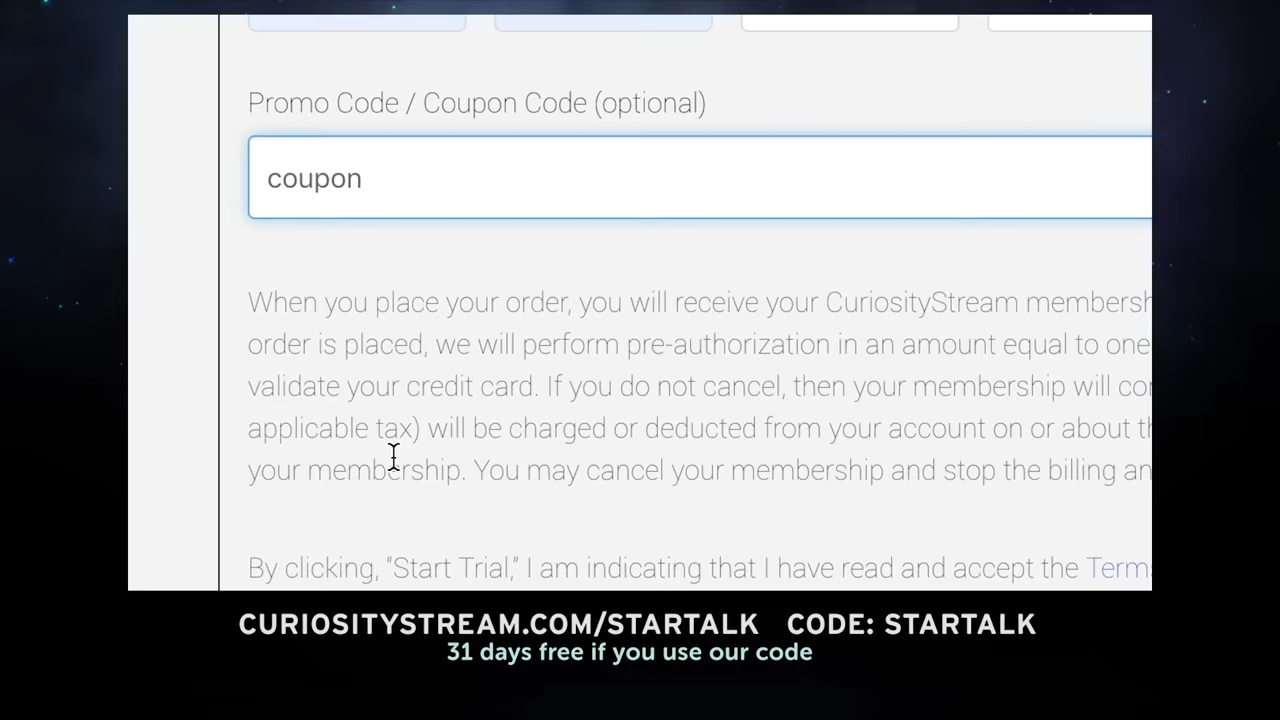 Promo Code / Coupon Code (optional)
coupon
When you place your order, you will receive your CuriosityStream membersh
order is placed, we will perform pre-authorization in an amount equal to one
validate your credit card. If you do not cancel, then your membership will co
applicable tax) will be charged or deducted from your account on or about th
your membership. You may cancel your membership and stop the billing an
By clicking, “Start Trial,” I am indicating that I have read and accept the Terms
CURIOSITYSTREAM.COM/STARTALK CODE: STARTALK
31 days free if you use our code